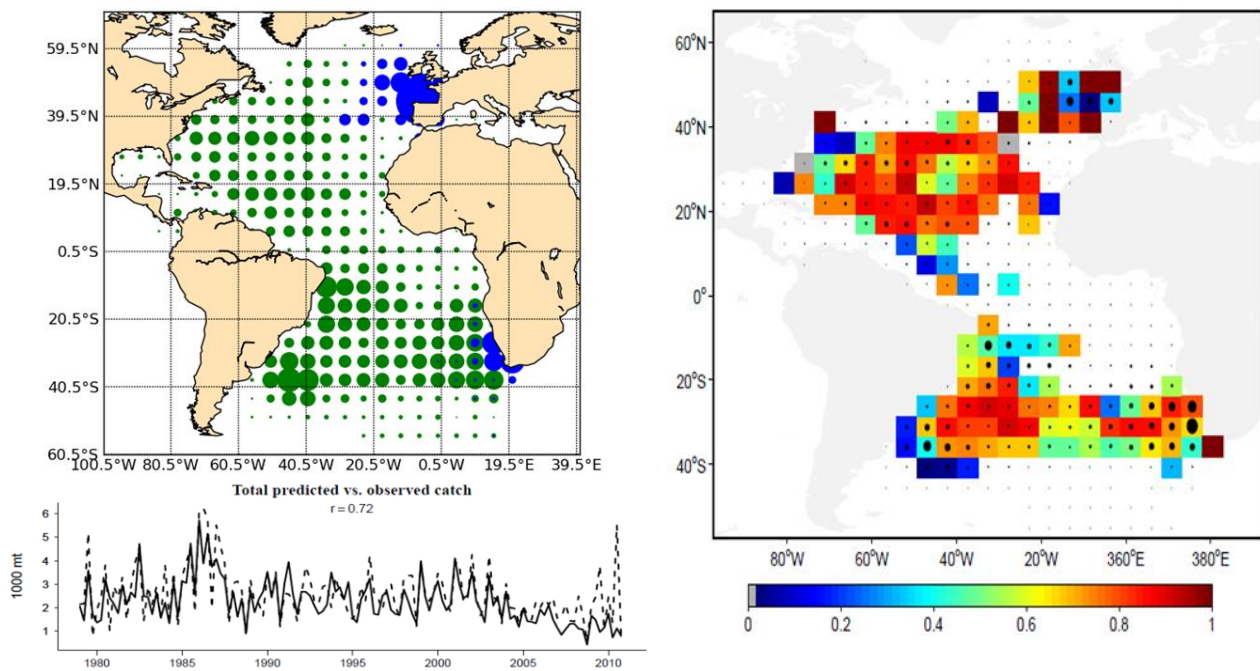 59.5°N
39.5°N
19.5°N
0.5°S
20.5°S
40.5°S
60.5°S
100.5°W 80.5°W 60.5°W 40.5°W 20.5°W 0.5°W 19.5°E 39.5°E
Total predicted vs. observed catch
r = 0.72
1000 mt
6
5
4
3
2
1
1980 1985 1990 1995 2000 2005 2010
60°N
40°N
20°N
0°
20°S
40°S
80°W 60°W 40°W 20°W 360°E 380°E
0 0.2 0.4 0.6 0.8 1